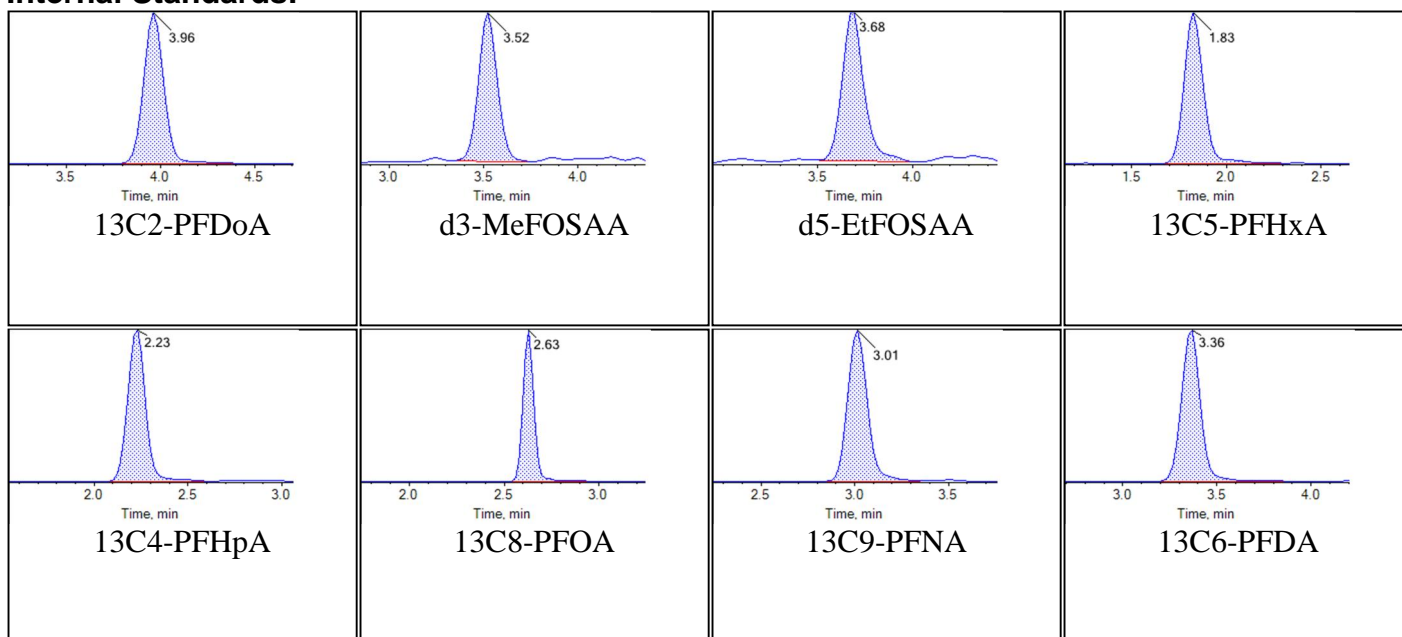 Internal Standards:
3.96
3.52
3.68
1.83
3.5 4.0 4.5
3.0 3.5 4.0
3.5 4.0
1.5 2.0 2.5
Time, min
Time, min
Time, min
Time, min
13C2-PFDoA
d3-MeFOSAA
d5-EtFOSAA
13C5-PFHxA
2.23
2.63
3.01
3.36
2.0 2.5 3.0
2.0 2.5 3.0
2.5 3.0 3.5
3.0 3.5 4.0
Time, min
Time, min
Time, min
Time, min
13C4-PFHpA
13C8-PFOA
13C9-PFNA
13C6-PFDA